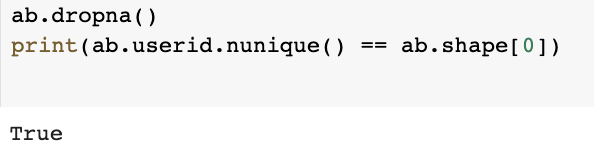 ab.dropna()
print(ab.userid.nunique() == ab.shape[0])
True